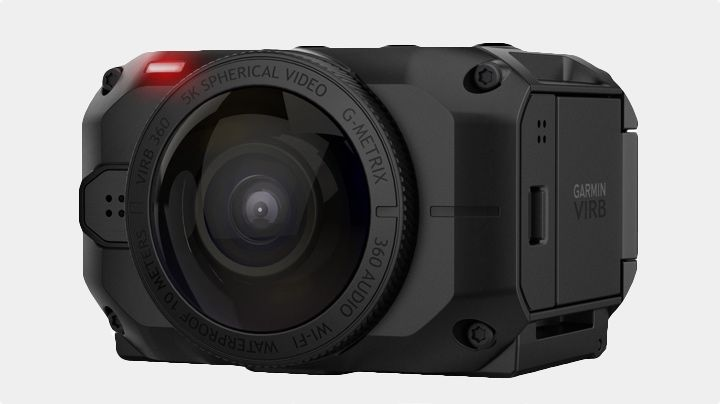 VIRB 360
5K SPHERICAL VIDEO
G-METRIX
360 AUDIO
WI-FI
WATERPROOF 10 METERS
GARMIN
VIRB